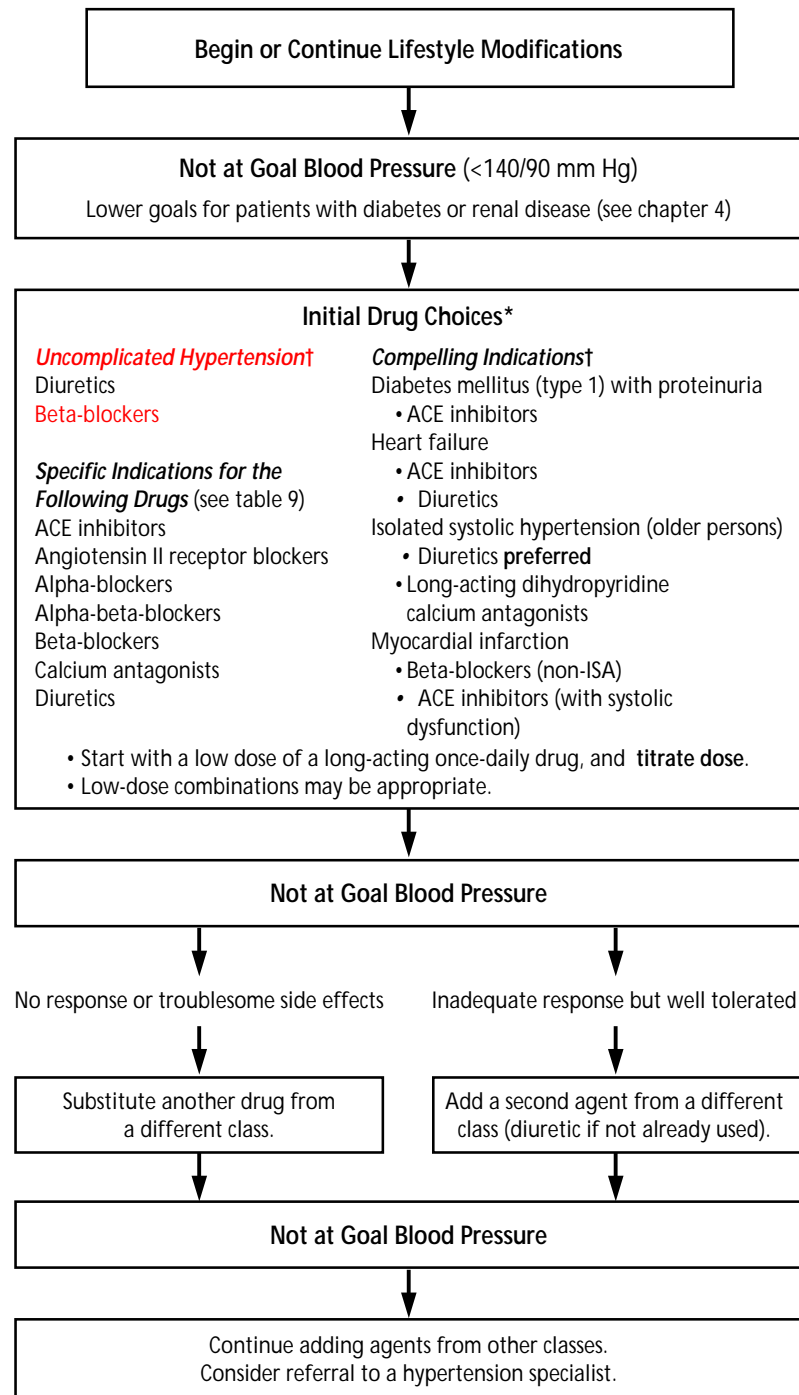 Begin or Continue Lifestyle Modifications
Not at Goal Blood Pressure (<140/90 mm Hg)
Lower goals for patients with diabetes or renal disease (see chapter 4)
Initial Drug Choices*
Uncomplicated Hypertension†
Diuretics
Beta-blockers
Specific Indications for the
Following Drugs (see table 9)
ACE inhibitors
Angiotensin II receptor blockers
Alpha-blockers
Alpha-beta-blockers
Beta-blockers
Calcium antagonists
Diuretics
Compelling Indications†
Diabetes mellitus (type 1) with proteinuria
• ACE inhibitors
Heart failure
• ACE inhibitors
• Diuretics
Isolated systolic hypertension (older persons)
• Diuretics preferred
• Long-acting dihydropyridine
calcium antagonists
Myocardial infarction
• Beta-blockers (non-ISA)
• ACE inhibitors (with systolic
dysfunction)
• Start with a low dose of a long-acting once-daily drug, and titrate dose.
• Low-dose combinations may be appropriate.
Not at Goal Blood Pressure
No response or troublesome side effects
Inadequate response but well tolerated
Substitute another drug from
a different class.
Add a second agent from a different
class (diuretic if not already used).
Not at Goal Blood Pressure
Continue adding agents from other classes.
Consider referral to a hypertension specialist.